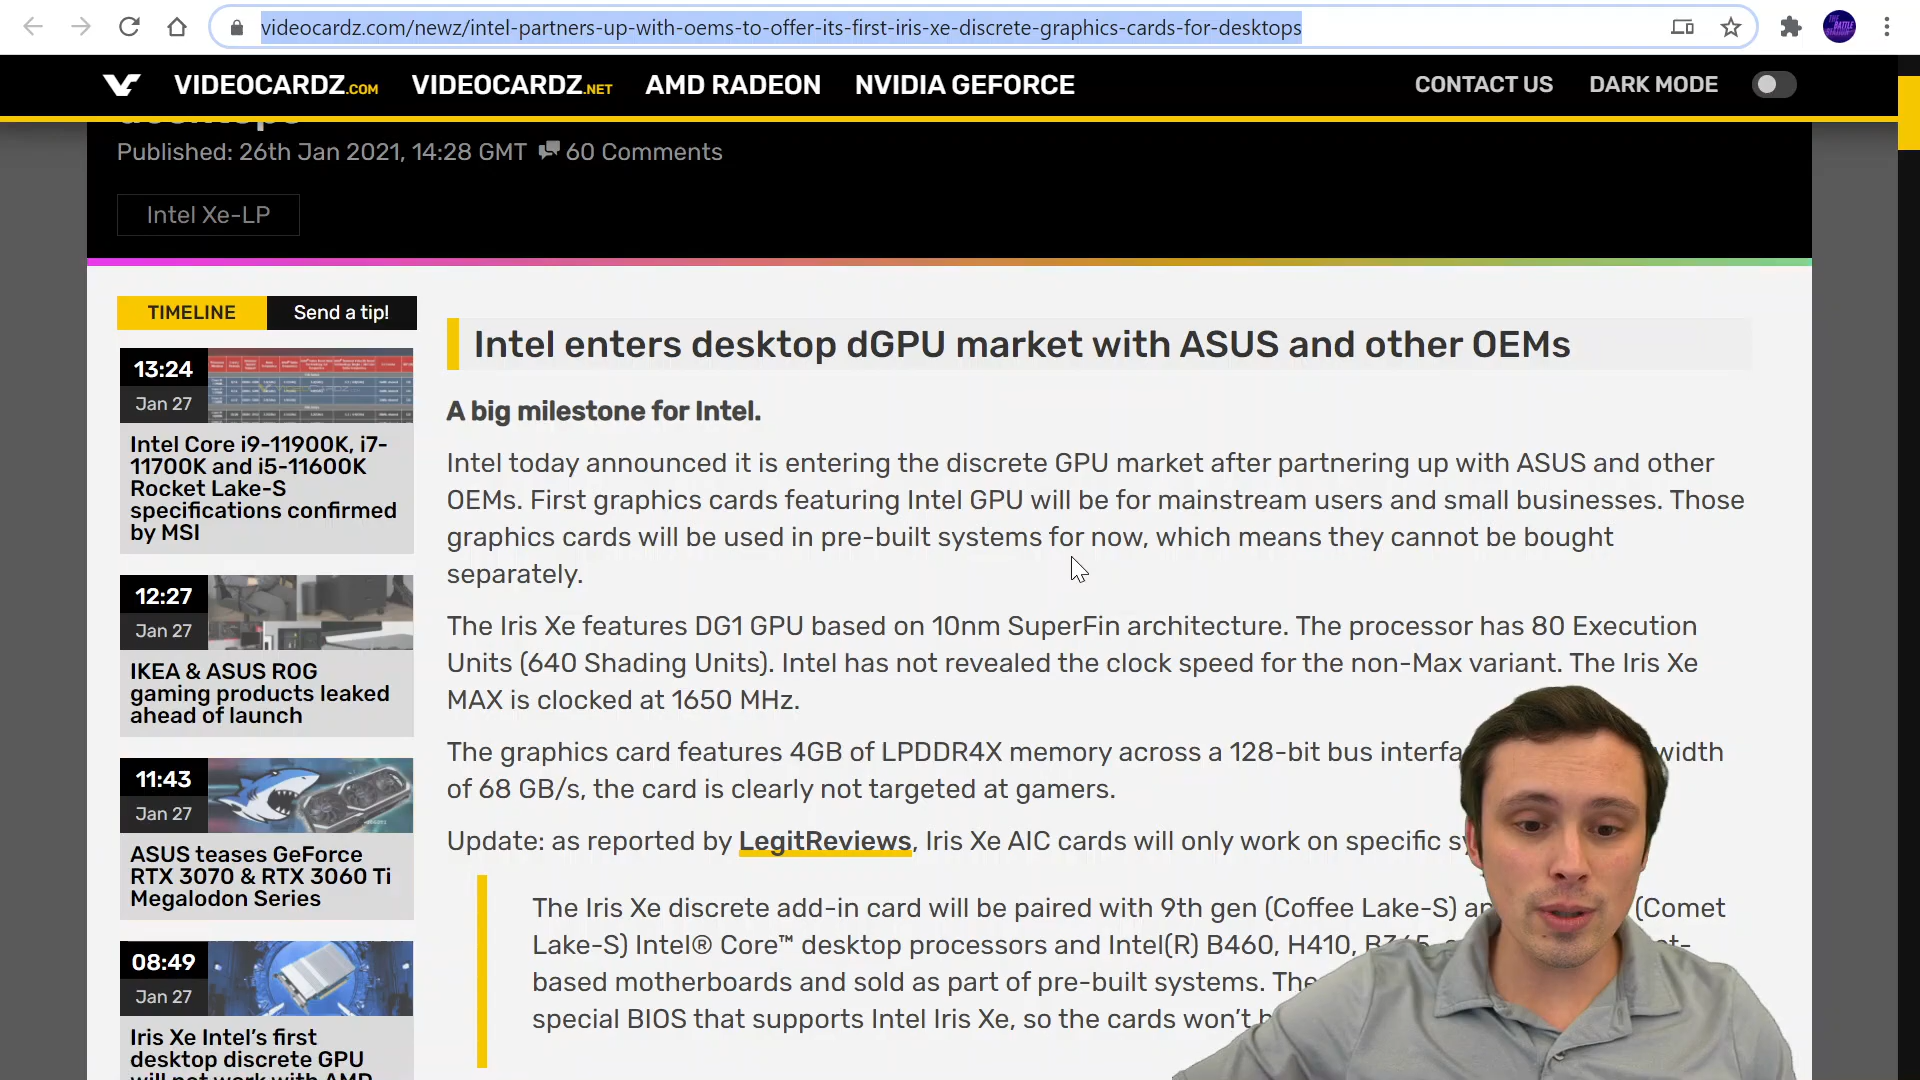 videocardz.com/newz/intel-partners-up-with-oems-to-offer-its-first-iris-xe-discrete-graphics-cards-for-desktops
VIDEOCARDZ.COM VIDEOCARDZ.NET AMD RADEON NVIDIA GEFORCE CONTACT US DARK MODE
desktops
Published: 26th Jan 2021, 14:28 GMT 60 Comments
Intel Xe-LP
TIMELINE Send a tip!
13:24
Jan 27
Intel Core i9-11900K, i7-
11700K and i5-11600K
Rocket Lake-S
specifications confirmed
by MSI
12:27
Jan 27
IKEA & ASUS ROG
gaming products leaked
ahead of launch
11:43
Jan 27
ASUS teases GeForce
RTX 3070 & RTX 3060 Ti
Megalodon Series
08:49
Jan 27
Iris Xe Intel's first
desktop discrete GPU
will not work with AMD
Intel enters desktop dGPU market with ASUS and other OEMs
A big milestone for Intel.
Intel today announced it is entering the discrete GPU market after partnering up with ASUS and other
OEMs. First graphics cards featuring Intel GPU will be for mainstream users and small businesses. Those
graphics cards will be used in pre-built systems for now, which means they cannot be bought
separately.
The Iris Xe features DG1 GPU based on 10nm SuperFin architecture. The processor has 80 Execution
Units (640 Shading Units). Intel has not revealed the clock speed for the non-Max variant. The Iris Xe
MAX is clocked at 1650 MHz.
The graphics card features 4GB of LPDDR4X memory across a 128-bit bus
of 68 GB/s, the card is clearly not targeted at gamers.
Update: as reported by LegitReviews, Iris Xe AIC cards will only work on specific
The Iris Xe discrete add-in card will be paired with 9th gen (Coffee Lake-S) (Comet
Lake-S) Intel® Core™ desktop processors and Intel(R) B460, H410,
based motherboards and sold as part of pre-built systems.
special BIOS that supports Intel Iris Xe, so the cards won't